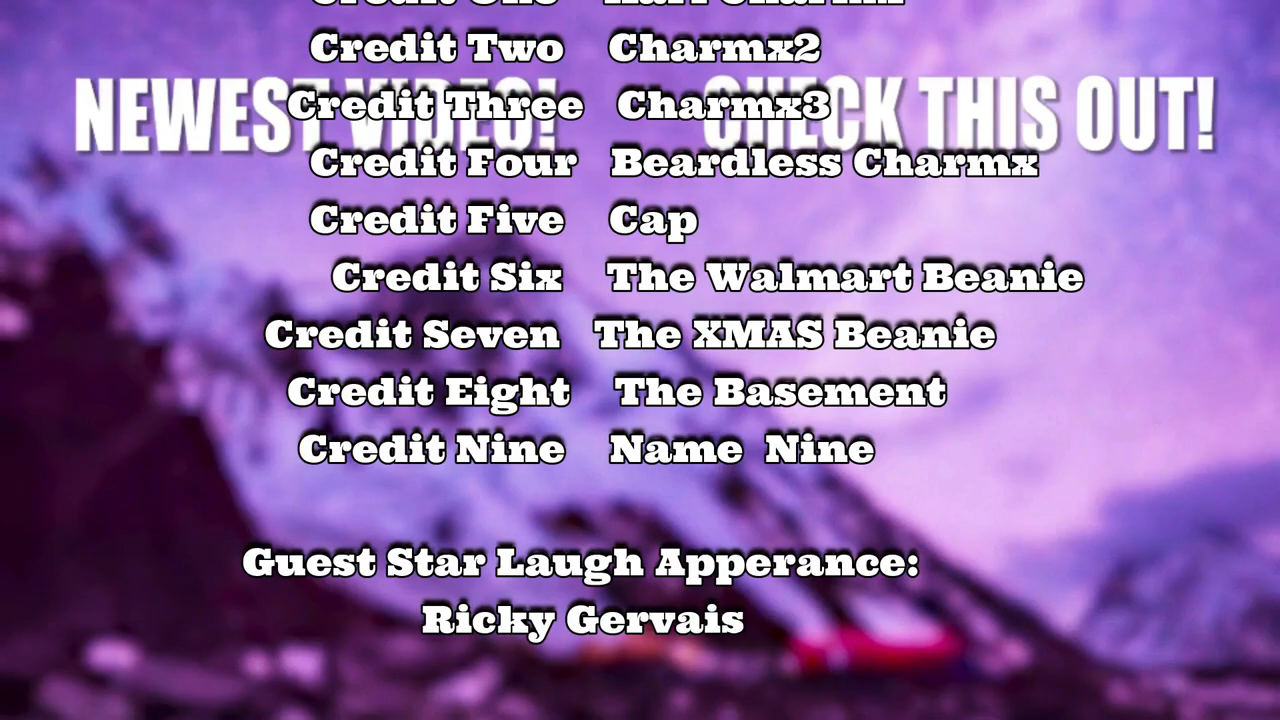 Credit Two Charmx2
NEWEST VIDEO! CHECK THIS OUT!
Credit Three Charmx3
Credit Four Beardless Charmx
Credit Five Cap
Credit Six The Walmart Beanie
Credit Seven The XMAS Beanie
Credit Eight The Basement
Credit Nine Name Nine
Guest Star Laugh Apperance:
Ricky Gervais